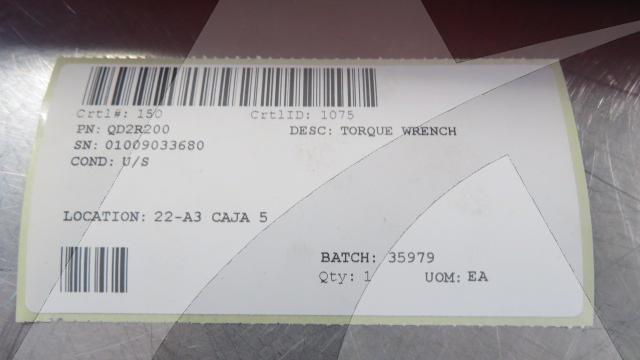 Crtl#: 150 CrtlID: 1075
PN: QD2R200 DESC: TORQUE WRENCH
SN: 01009033680
COND: U/S
LOCATION: 22-A3 CAJA 5
BATCH: 35979
Qty: 1 UOM: EA